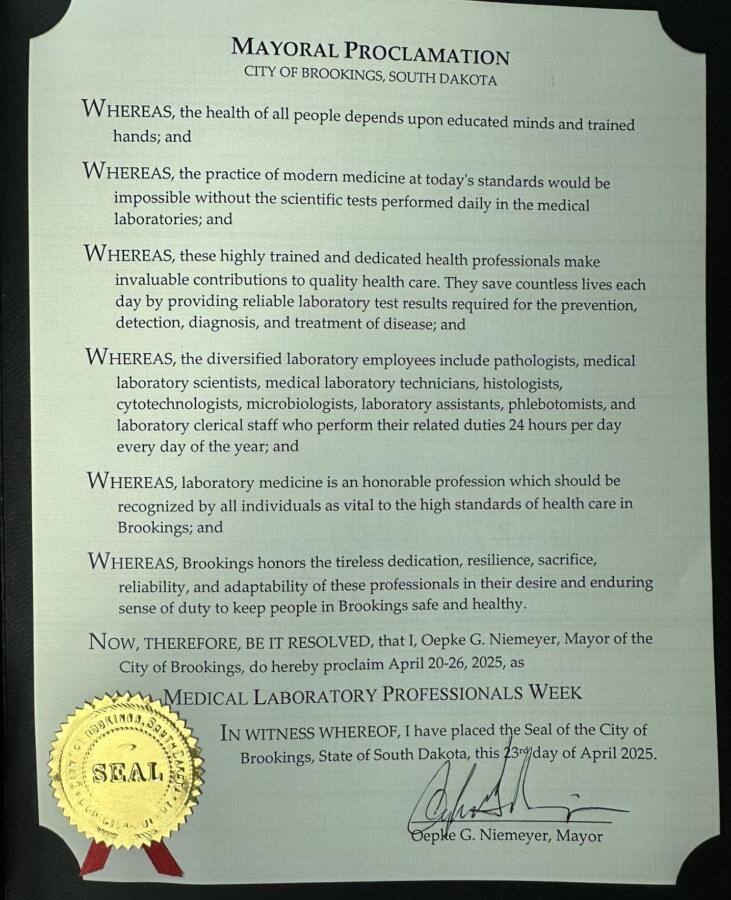 MAYORAL PROCLAMATION
CITY OF BROOKINGS, SOUTH DAKOTA
WHEREAS, the health of all people depends upon educated minds and trained
hands; and
WHEREAS, the practice of modern medicine at today's standards would be
impossible without the scientific tests performed daily in the medical
laboratories; and
WHEREAS, these highly trained and dedicated health professionals make
invaluable contributions to quality health care. They save countless lives each
day by providing reliable laboratory test results required for the prevention,
detection, diagnosis, and treatment of disease; and
WHEREAS, the diversified laboratory employees include pathologists, medical
laboratory scientists, medical laboratory technicians, histologists,
cytotechnologists, microbiologists, laboratory assistants, phlebotomists, and
laboratory clerical staff who perform their related duties 24 hours per day
every day of the year; and
WHEREAS, laboratory medicine is an honorable profession which should be
recognized by all individuals as vital to the high standards of health care in
Brookings; and
WHEREAS, Brookings honors the tireless dedication, resilience, sacrifice,
reliability, and adaptability of these professionals in their desire and enduring
sense of duty to keep people in Brookings safe and healthy.
NOW, THEREFORE, BE IT RESOLVED, that I, Oepke G. Niemeyer, Mayor of the
City of Brookings, do hereby proclaim April 20-26, 2025, as
MEDICAL LABORATORY PROFESSIONALS WEEK
IN WITNESS WHEREOF, I have placed the Seal of the City of
Brookings, State of South Dakota, this 23rd day of April 2025.
Oepke G. Niemeyer, Mayor
SEAL